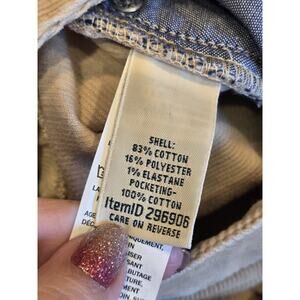 SHELL:
83% COTTON
16% POLYESTER
1% ELASTANE
POCKETING-
100% COTTON
ItemID 296906
CARE ON REVERSE